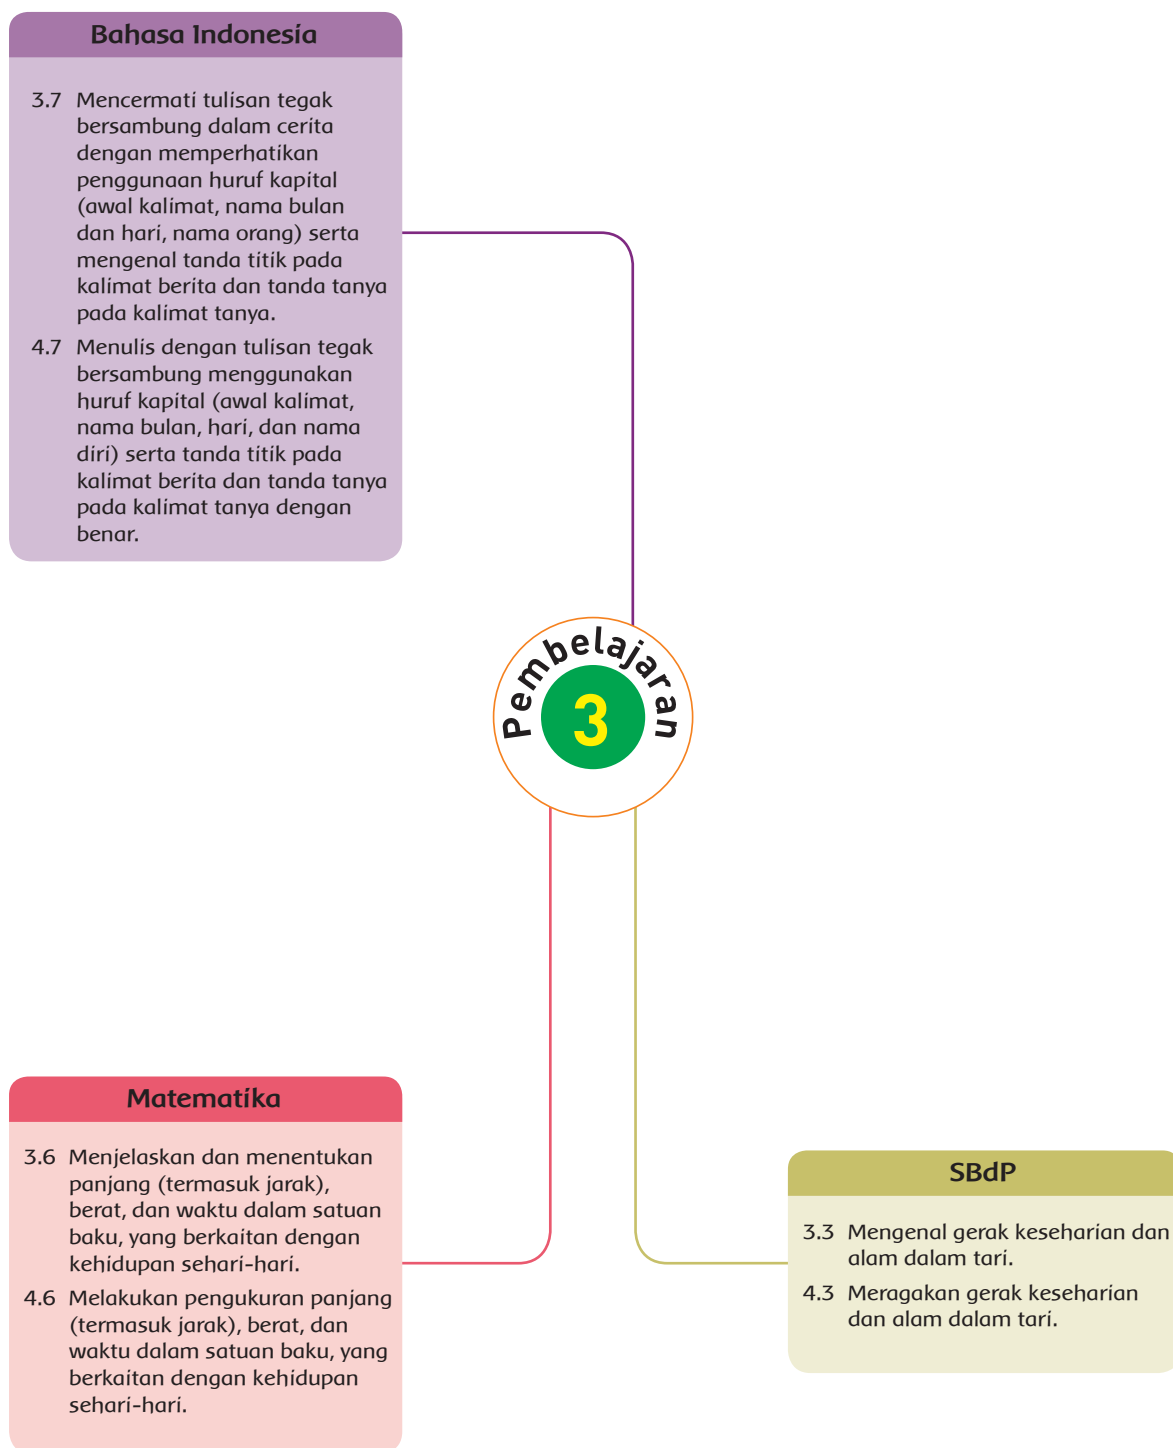 Bahasa Indonesia
3.7 Mencermati tulisan tegak
bersambung dalam cerita
dengan memperhatikan
penggunaan huruf kapital
(awal kalimat, nama bulan
dan hari, nama orang) serta
mengenal tanda titik pada
kalimat berita dan tanda tanya
pada kalimat tanya.
4.7 Menulis dengan tulisan tegak
bersambung menggunakan
huruf kapital (awal kalimat,
nama bulan, hari, dan nama
diri) serta tanda titik pada
kalimat berita dan tanda tanya
pada kalimat tanya dengan
benar.
Pembelajaran
3
Matematika
3.6 Menjelaskan dan menentukan
panjang (termasuk jarak),
berat, dan waktu dalam satuan
baku, yang berkaitan dengan
kehidupan sehari-hari.
4.6 Melakukan pengukuran panjang
(termasuk jarak), berat, dan
waktu dalam satuan baku, yang
berkaitan dengan kehidupan
sehari-hari.
SBdP
3.3 Mengenal gerak keseharian dan
alam dalam tari.
4.3 Meragakan gerak keseharian
dan alam dalam tari.